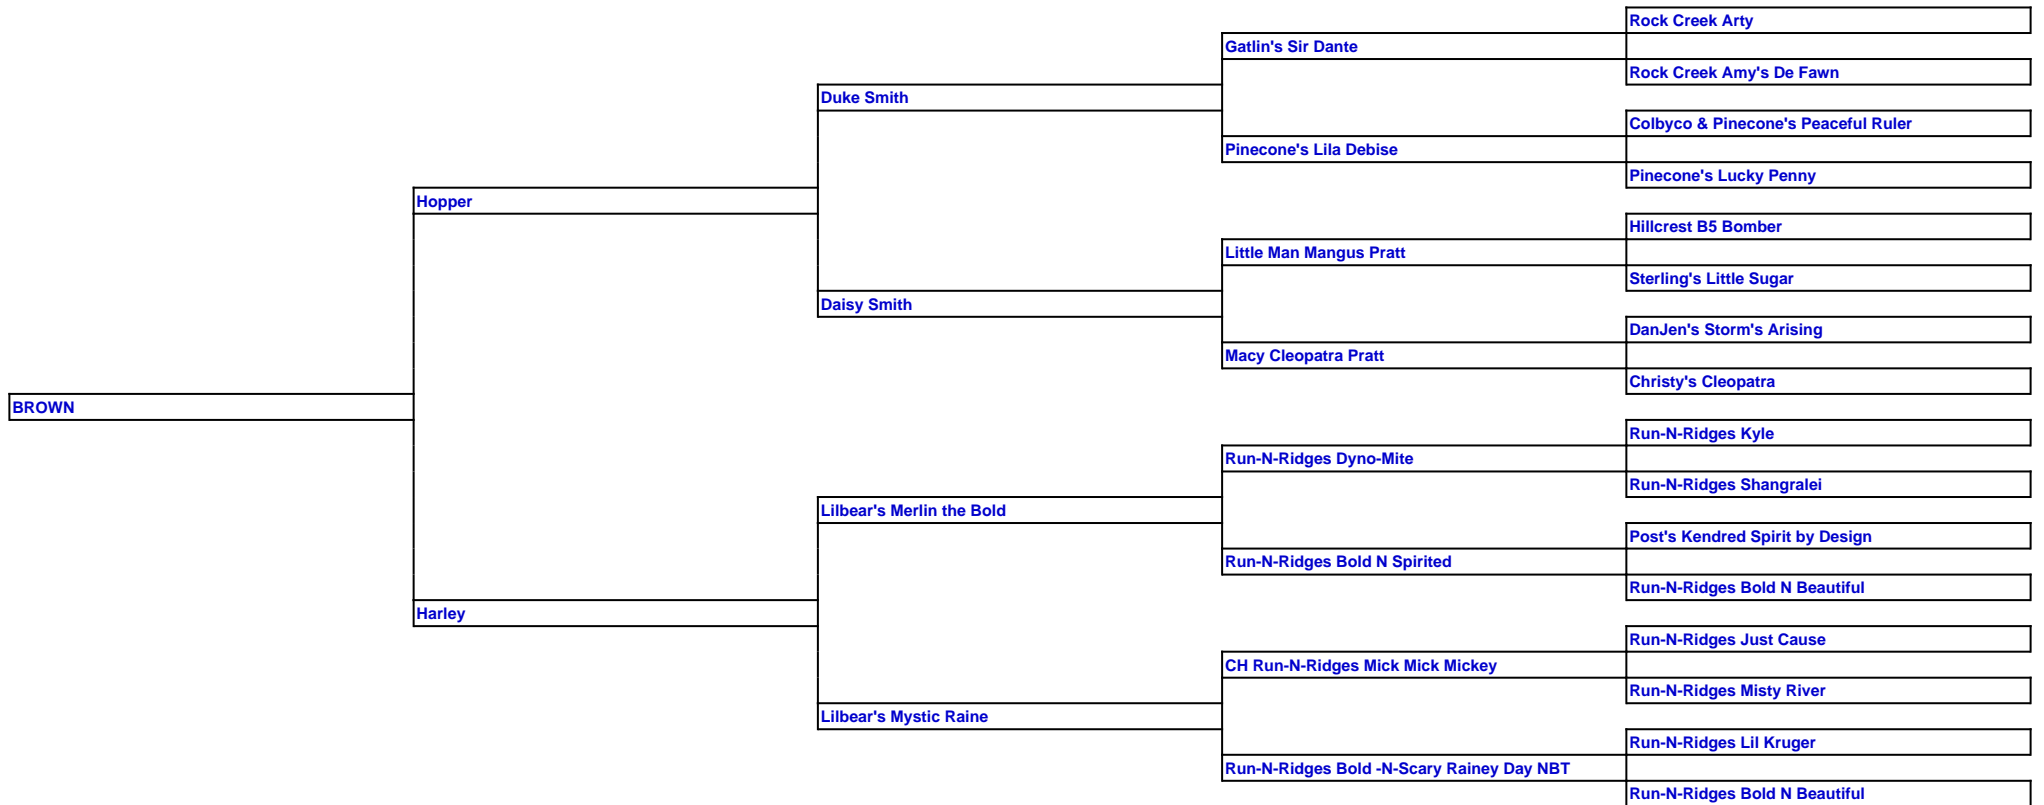 Rock Creek Arty
Gatlin's Sir Dante
Rock Creek Amy's De Fawn
Duke Smith
Colbyco & Pinecone's Peaceful Ruler
Pinecone's Lila Debise
Pinecone's Lucky Penny
Hopper
Hillcrest B5 Bomber
Little Man Mangus Pratt
Sterling's Little Sugar
Daisy Smith
DanJen's Storm's Arising
Macy Cleopatra Pratt
Christy's Cleopatra
BROWN
Run-N-Ridges Kyle
Run-N-Ridges Dyno-Mite
Run-N-Ridges Shangralei
Lilbear's Merlin the Bold
Post's Kendred Spirit by Design
Run-N-Ridges Bold N Spirited
Run-N-Ridges Bold N Beautiful
Harley
Run-N-Ridges Just Cause
CH Run-N-Ridges Mick Mick Mickey
Run-N-Ridges Misty River
Lilbear's Mystic Raine
Run-N-Ridges Lil Kruger
Run-N-Ridges Bold -N-Scary Rainey Day NBT
Run-N-Ridges Bold N Beautiful